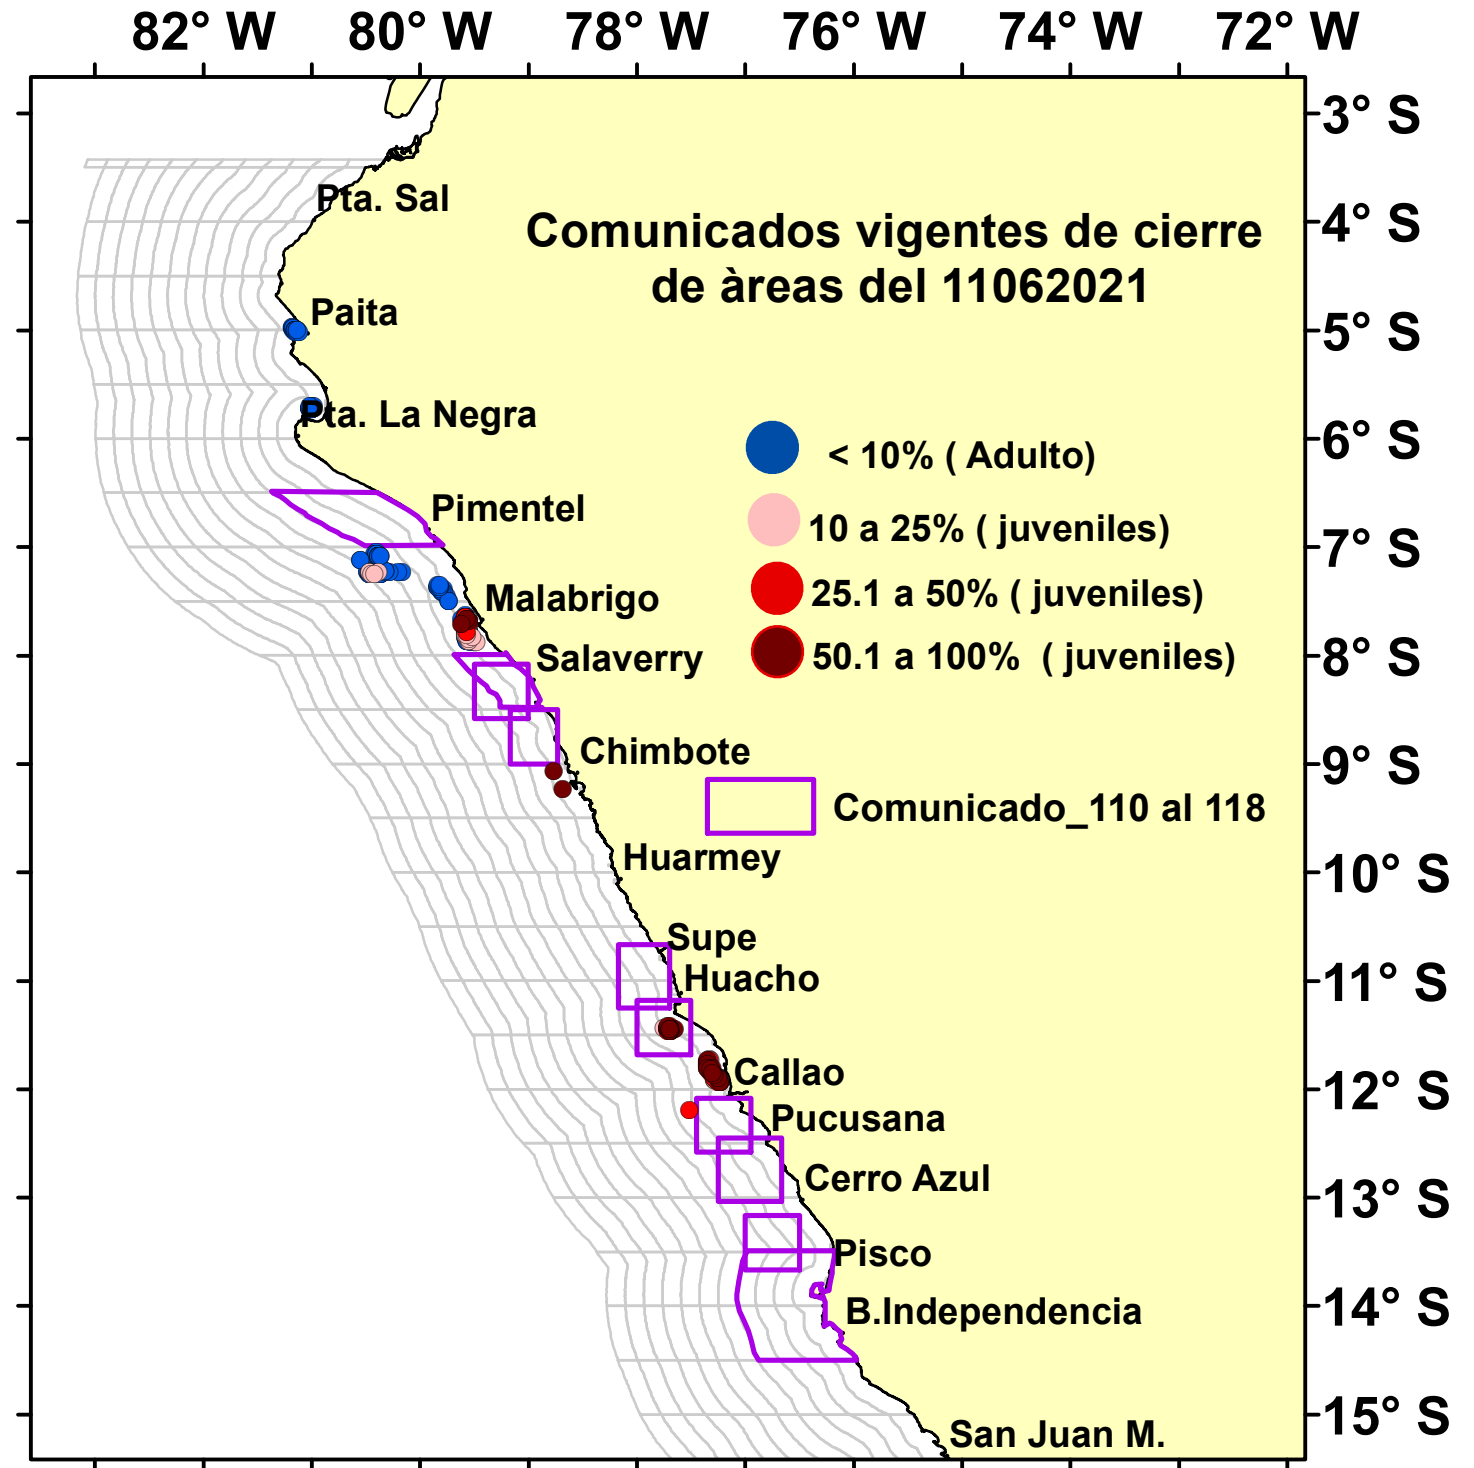 82° W 80° W 78° W 76° W 74° W 72° W
3° S
Pta. Sal
4° S
Comunicados vigentes de cierre
de àreas del 11062021
Paita
5° S
Pta. La Negra
6° S
< 10% ( Adulto)
Pimentel
10 a 25% ( juveniles)
7° S
Malabrigo
25.1 a 50% ( juveniles)
Salaverry
50.1 a 100% ( juveniles)
8° S
Chimbote
9° S
Comunicado_110 al 118
Huarmey
10° S
Supe
Huacho
11° S
Callao
12° S
Pucusana
Cerro Azul
13° S
Pisco
B.Independencia
14° S
15° S
San Juan M.